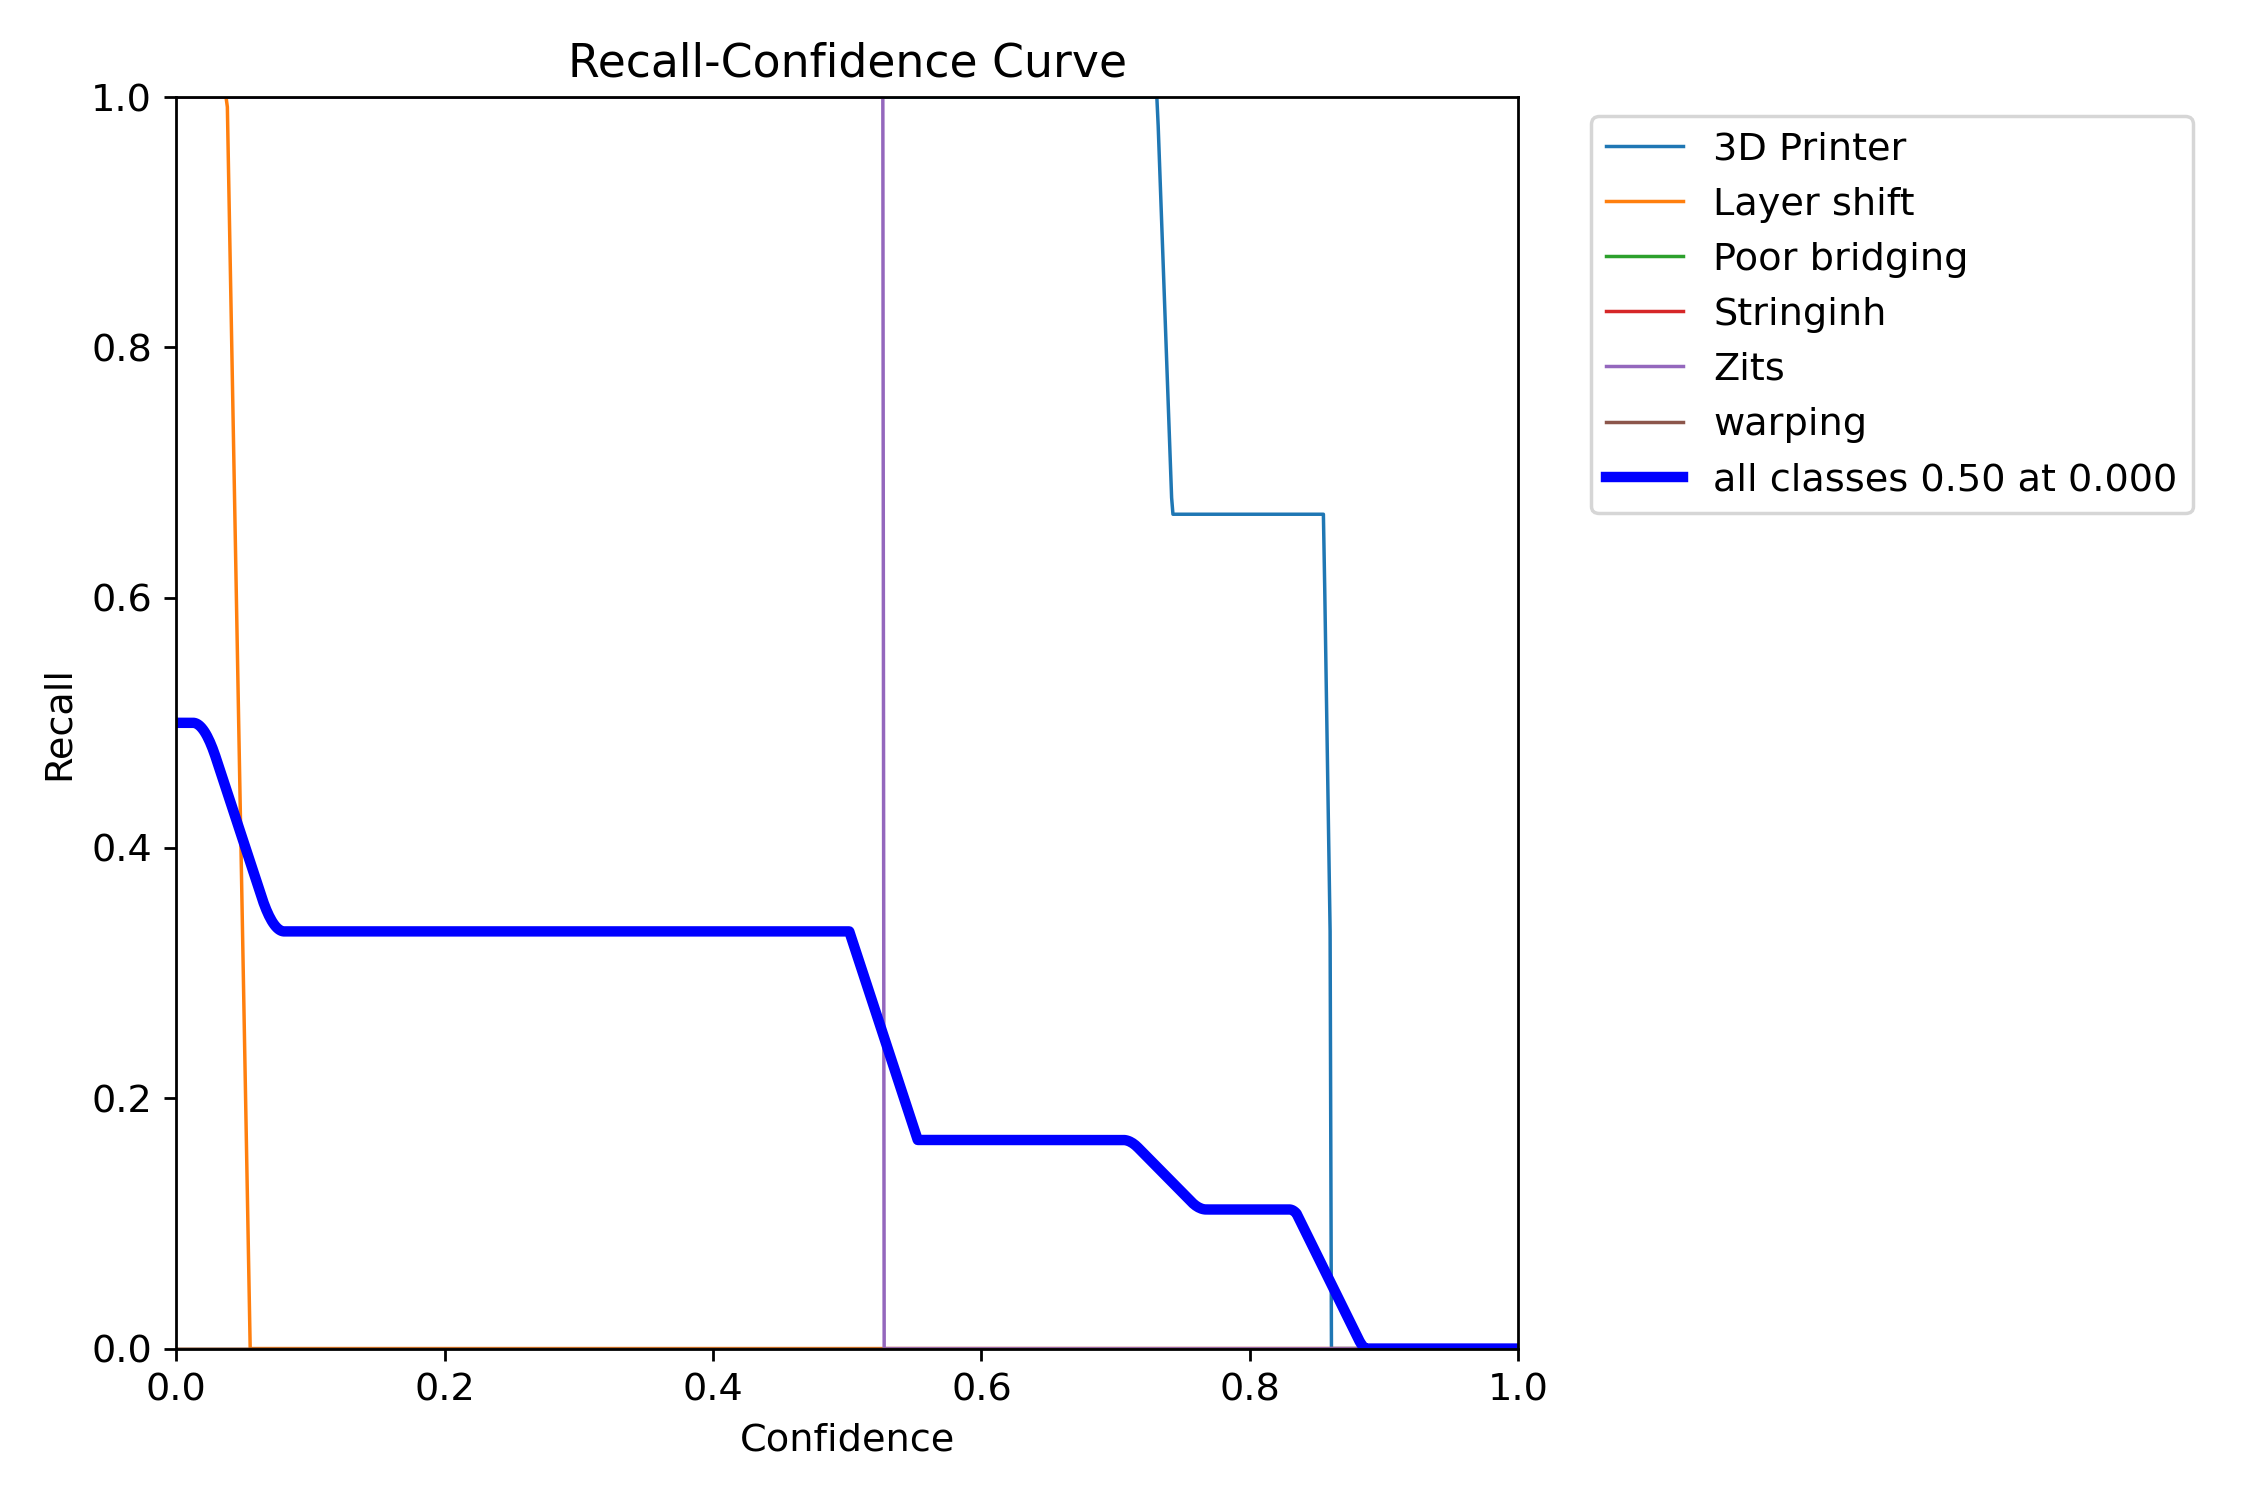 Recall-Confidence Curve
1.0
0.8
0.6
0.4
0.2
0.0
Recall
0.0 0.2 0.4 0.6 0.8 1.0
Confidence
3D Printer
Layer shift
Poor bridging
Stringinh
Zits
warping
all classes 0.50 at 0.000